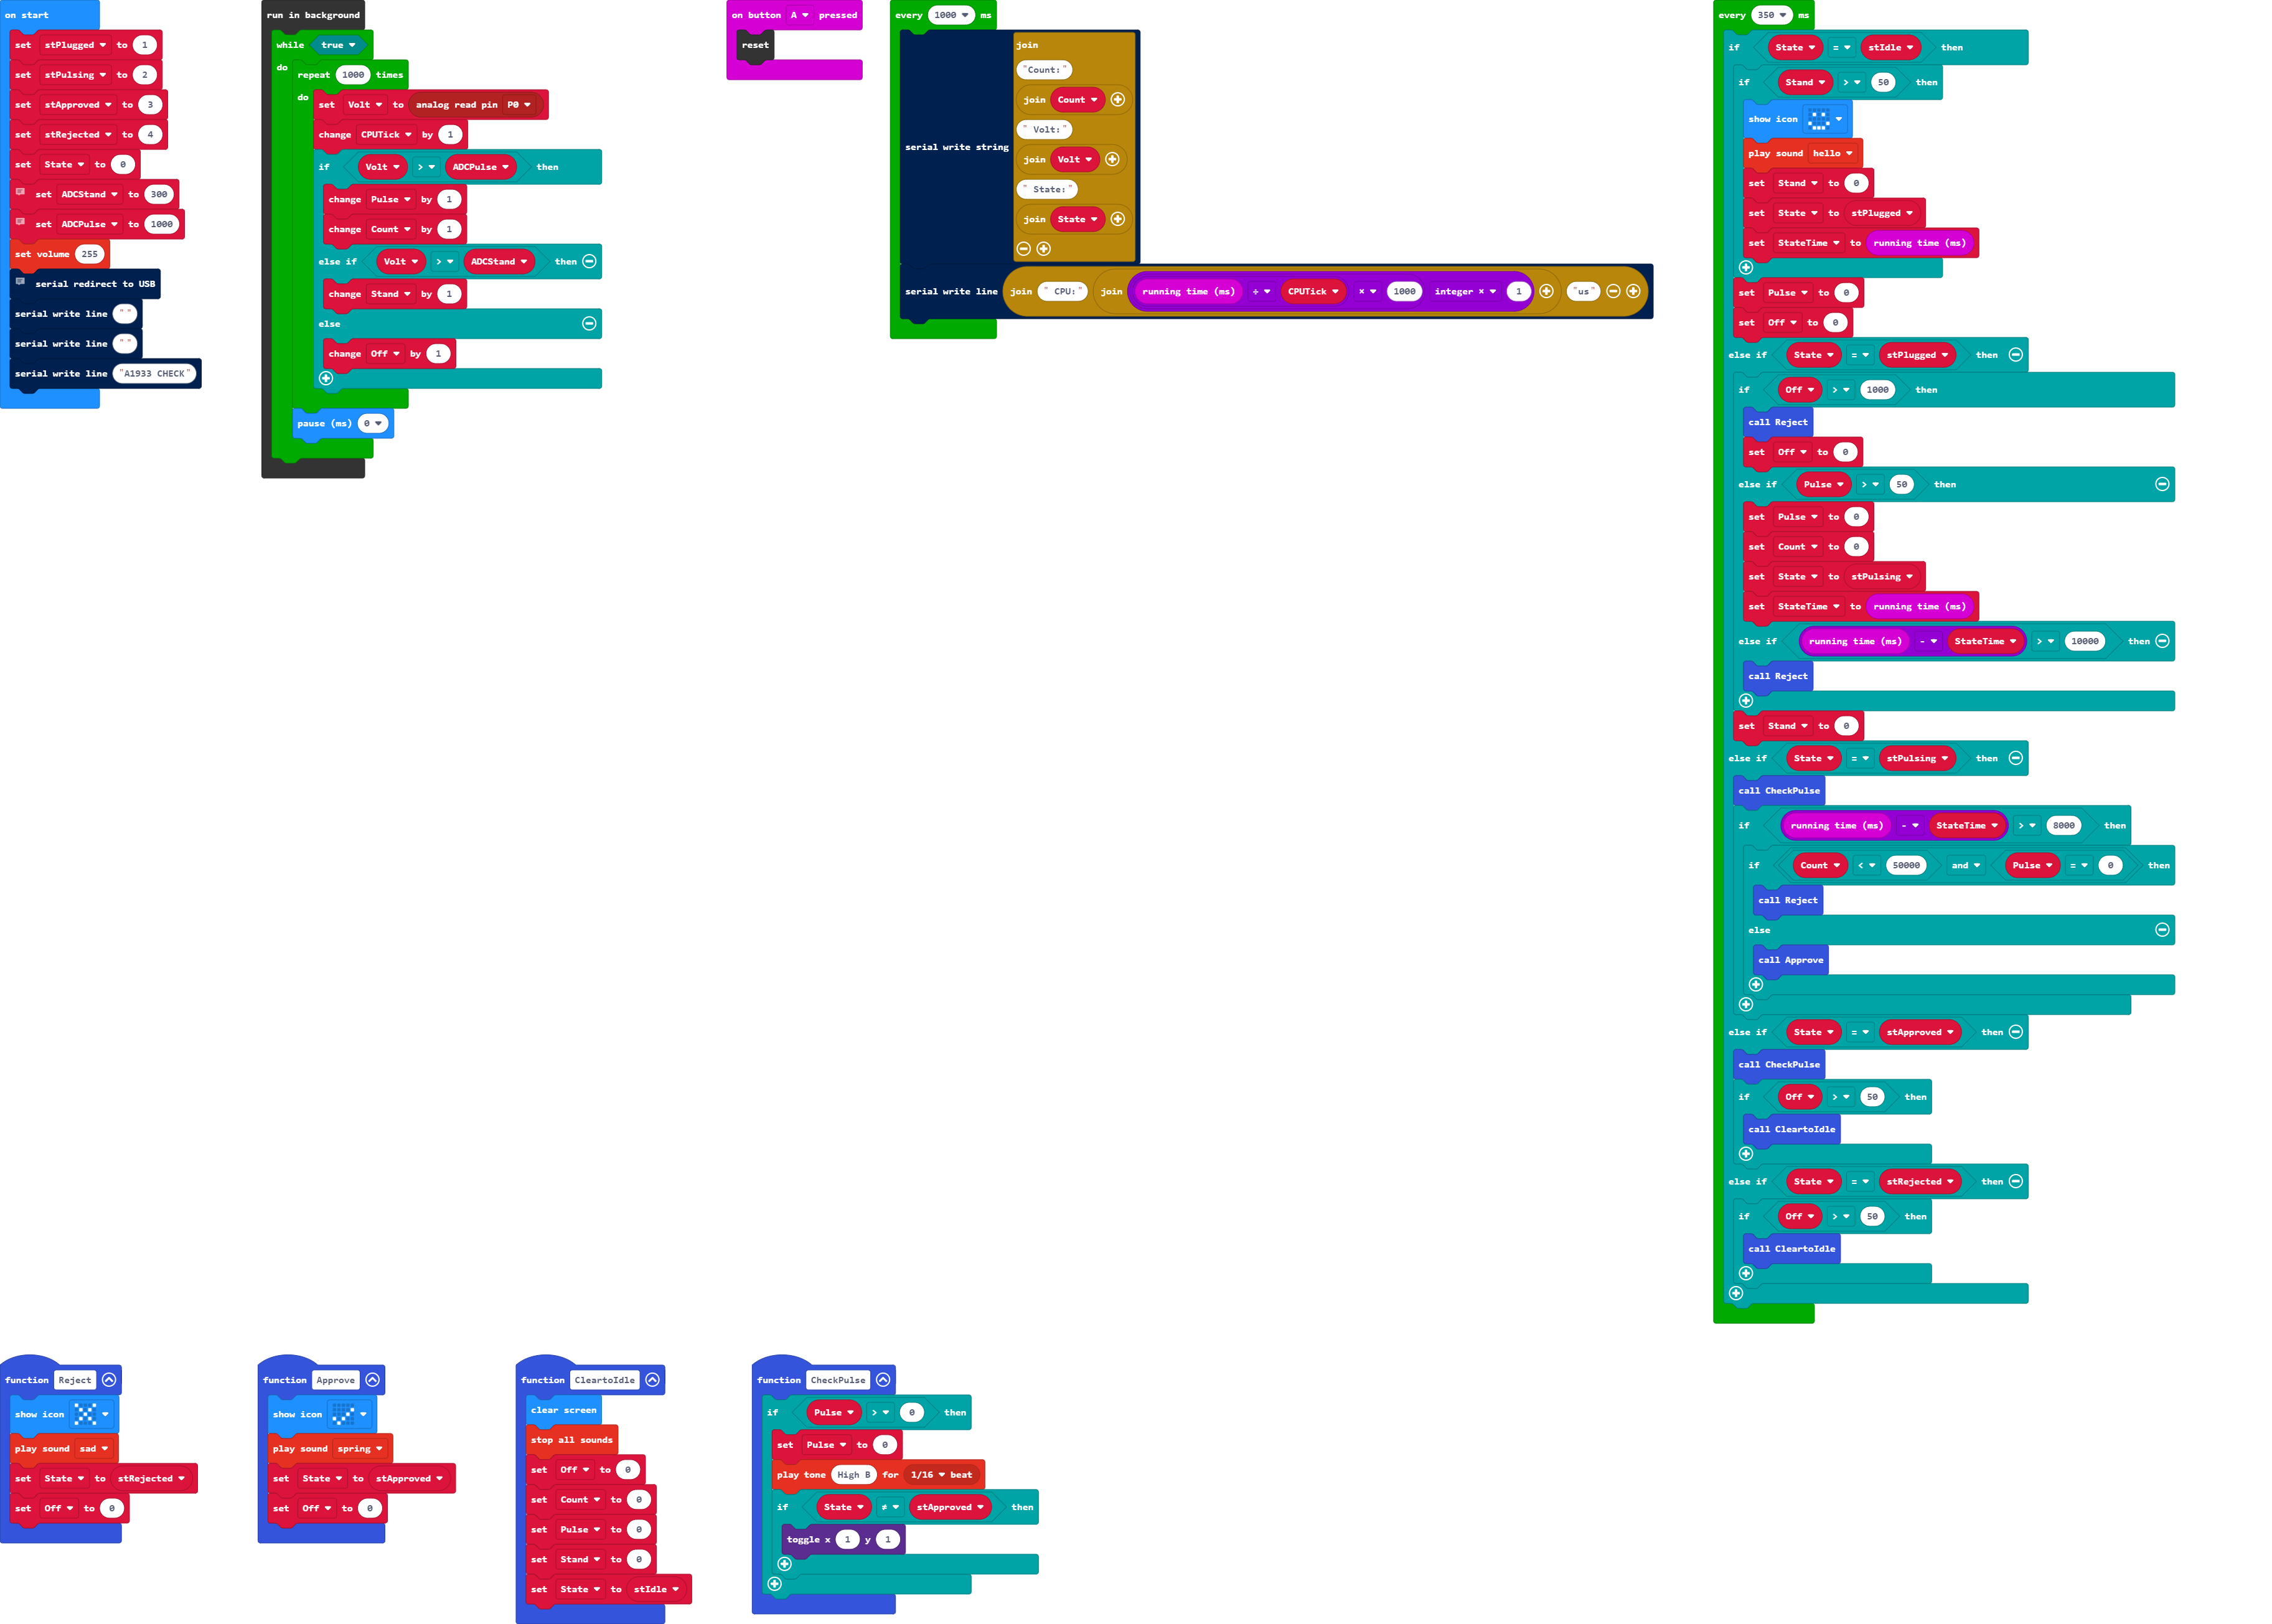 on start
set stPlugged to 1
set stPulsing to 2
set stApproved to 3
set stRejected to 4
set State to 0
set ADCStand to 300
set ADCPulse to 1000
set volume 255
serial redirect to USB
serial write line " "
serial write line " "
serial write line "A1933 CHECK"
run in background
while true
do
repeat 1000 times
do
set Volt to analog read pin P0
change CPUTick by 1
if Volt > ADCPulse then
change Pulse by 1
change Count by 1
else if Volt > ADCStand then
change Stand by 1
else
change Off by 1
pause (ms) 0
on button A pressed
reset
every 1000 ms
serial write string
join
"Count:"
join Count
" Volt:"
join Volt
" State:"
join State
serial write line join " CPU:" join running time (ms) ÷ CPUTick × 1000 integer × 1 "us"
every 350 ms
if State = stIdle then
if Stand > 50 then
show icon
play sound hello
set Stand to 0
set State to stPlugged
set StateTime to running time (ms)
set Pulse to 0
set Off to 0
else if State = stPlugged then
if Off > 1000 then
call Reject
set Off to 0
else if Pulse > 50 then
set Pulse to 0
set Count to 0
set State to stPulsing
set StateTime to running time (ms)
else if running time (ms) - StateTime > 10000 then
call Reject
set Stand to 0
else if State = stPulsing then
call CheckPulse
if running time (ms) - StateTime > 8000 then
if Count < 50000 and Pulse = 0 then
call Reject
else
call Approve
else if State = stApproved then
call CheckPulse
if Off > 50 then
call CleartoIdle
else if State = stRejected then
if Off > 50 then
call CleartoIdle
function Reject
show icon
play sound sad
set State to stRejected
set Off to 0
function Approve
show icon
play sound spring
set State to stApproved
set Off to 0
function CleartoIdle
clear screen
stop all sounds
set Off to 0
set Count to 0
set Pulse to 0
set Stand to 0
set State to stIdle
function CheckPulse
if Pulse > 0 then
set Pulse to 0
play tone High B for 1/16 beat
if State ≠ stApproved then
toggle x 1 y 1